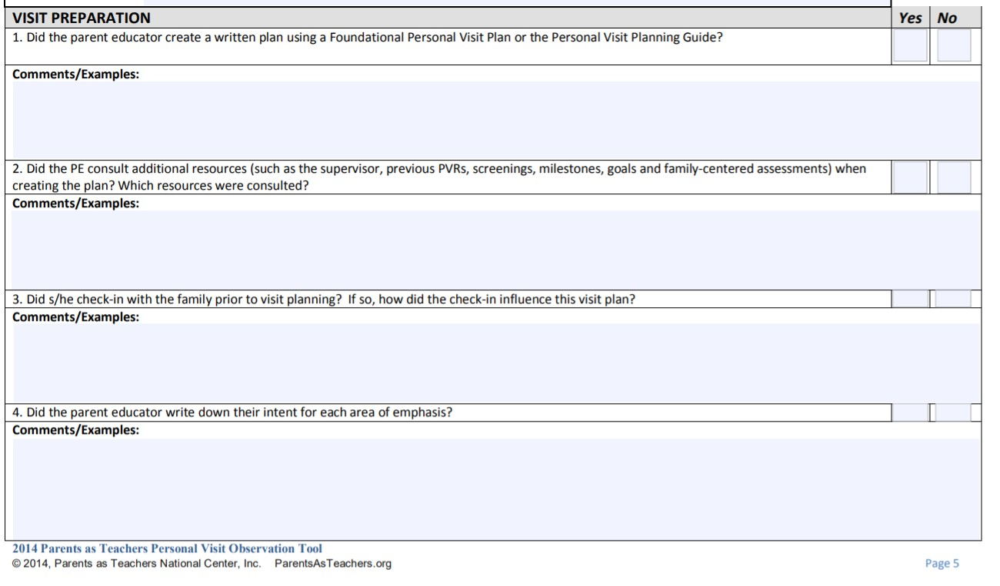 VISIT PREPARATION Yes No
1. Did the parent educator create a written plan using a Foundational Personal Visit Plan or the Personal Visit Planning Guide?
Comments/Examples:
2. Did the PE consult additional resources (such as the supervisor, previous PVRs, screenings, milestones, goals and family-centered assessments) when
creating the plan? Which resources were consulted?
Comments/Examples:
3. Did s/he check-in with the family prior to visit planning? If so, how did the check-in influence this visit plan?
Comments/Examples:
4. Did the parent educator write down their intent for each area of emphasis?
Comments/Examples:
2014 Parents as Teachers Personal Visit Observation Tool
© 2014, Parents as Teachers National Center, Inc. ParentsAsTeachers.org Page 5